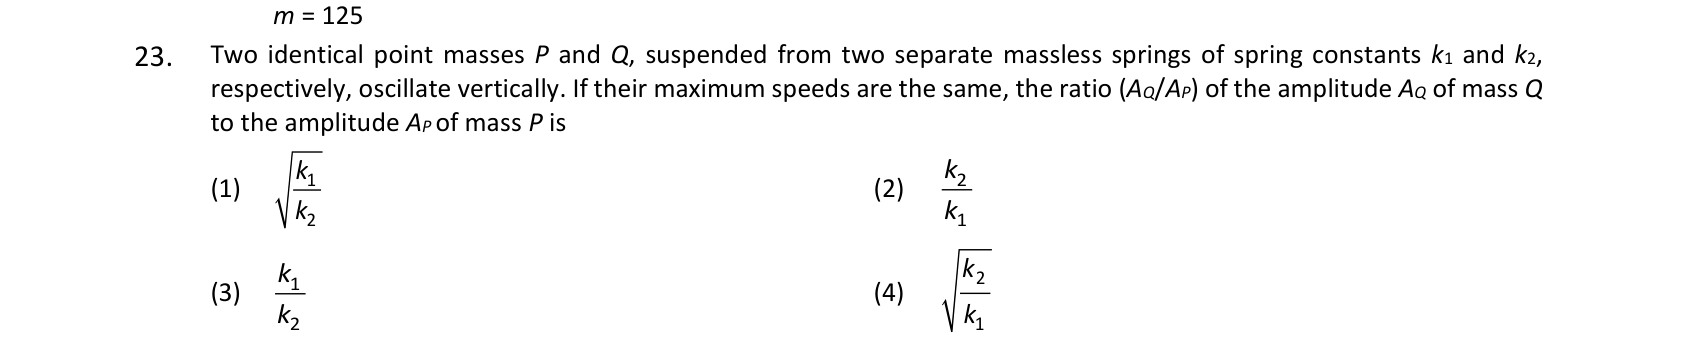 m = 125
23. Two identical point masses P and Q, suspended from two separate massless springs of spring constants k₁ and k₂,
respectively, oscillate vertically. If their maximum speeds are the same, the ratio (A_Q/A_P) of the amplitude A_Q of mass Q
to the amplitude A_P of mass P is
(1) √(k₁/k₂) (2) k₂/k₁
(3) k₁/k₂ (4) √(k₂/k₁)